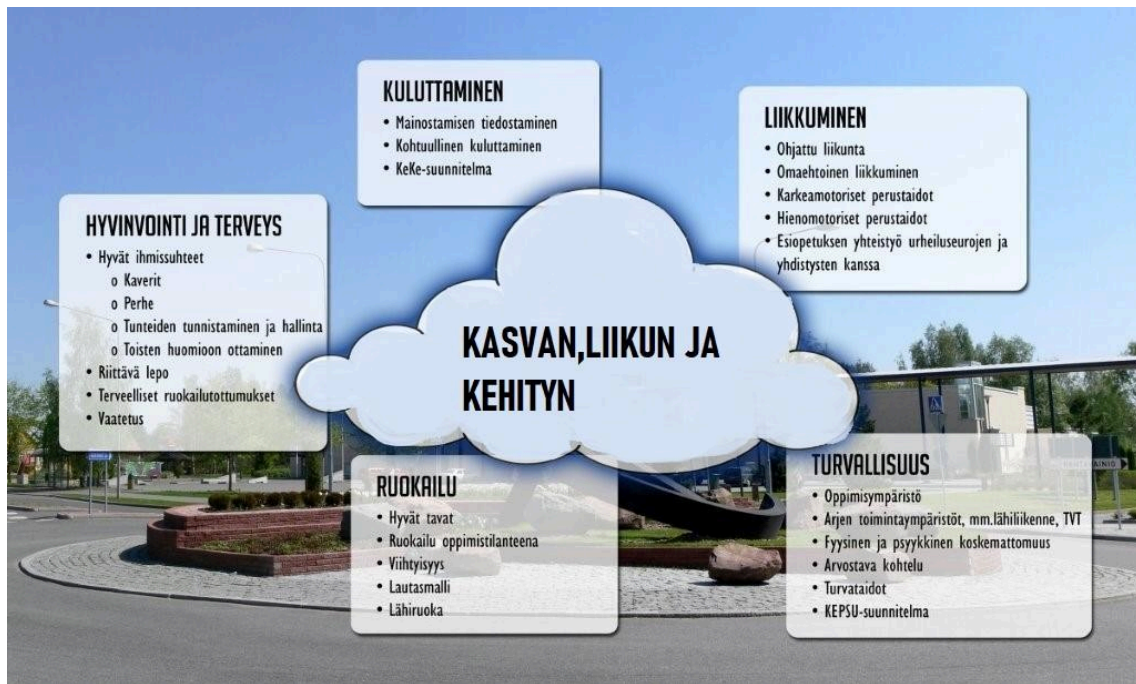 KULUTTAMINEN
• Mainostamisen tiedostaminen
• Kohtuullinen kuluttaminen
• KeKe-suunnitelma
LIIKKUMINEN
• Ohjattu liikunta
• Omaehtoinen liikkuminen
• Karkeamotoriset perustaidot
• Hienomotoriset perustaidot
• Esiopetuksen yhteistyö urheiluseurojen ja
yhdistysten kanssa
HYVINVOINTI JA TERVEYS
• Hyvät ihmissuhteet
o Kaverit
o Perhe
o Tunteiden tunnistaminen ja hallinta
o Toisten huomioon ottaminen
• Riittävä lepo
• Terveelliset ruokailutottumukset
• Vaatetus
KASVAN,LIIKUN JA
KEHITYN
RUOKAILU
• Hyvät tavat
• Ruokailu oppimistilanteena
• Viihtyisyys
• Lautasmalli
• Lähiruoka
TURVALLISUUS
• Oppimisympäristö
• Arjen toimintaympäristöt, mm.lähiliikenne, TVT
• Fyysinen ja psyykkinen koskemattomuus
• Arvostava kohtelu
• Turvataidot
• KEPSU-suunnitelma